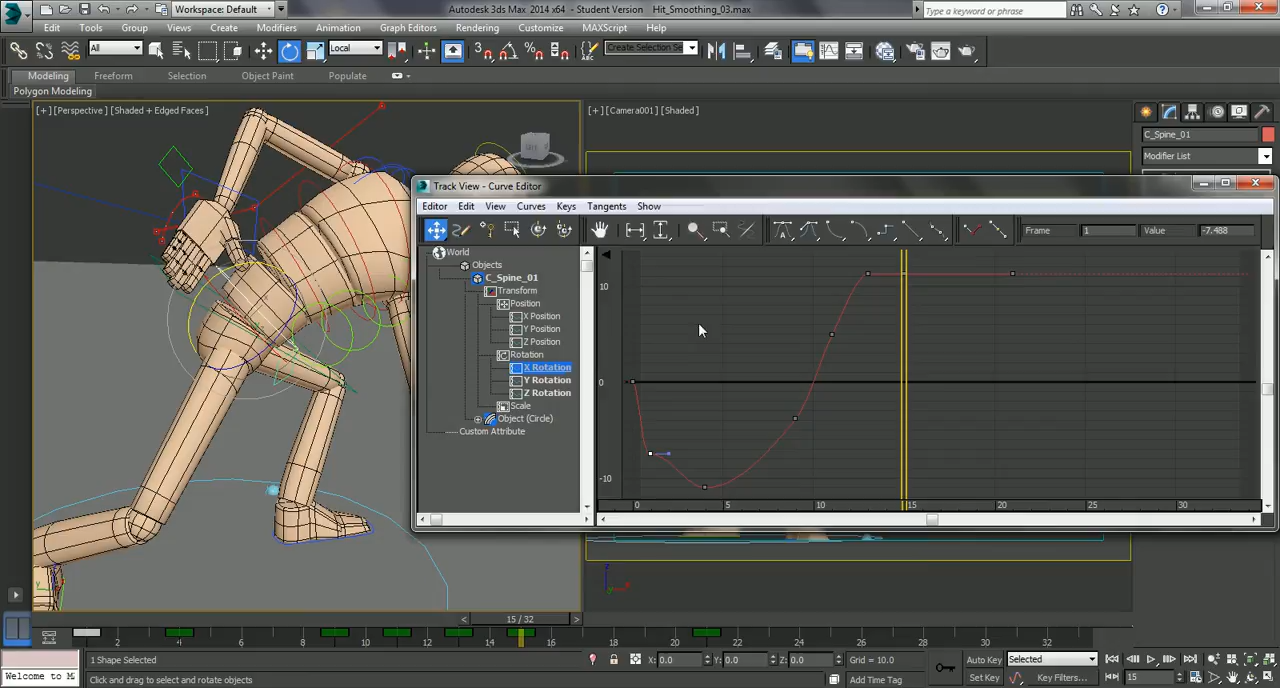 Workspace: Default
Autodesk 3ds Max 2014 x64 - Student Version Hit_Smoothing_03.max
Type a keyword or phrase
Edit Tools Group Views Create Modifiers Animation Graph Editors Rendering Customize MAXScript Help
All
Local
Create Selection Se
Modeling Freeform Selection Object Paint Populate
Polygon Modeling
[+] [Perspective] [Shaded + Edged Faces]
[+] [Camera001] [Shaded]
C_Spine_01
Modifier List
Track View - Curve Editor
Editor Edit View Curves Keys Tangents Show
Frame 1 Value -7.488
World
Objects
C_Spine_01
Transform
Position
X Position
Y Position
Z Position
Rotation
X Rotation
Y Rotation
Z Rotation
Scale
Object (Circle)
Custom Attribute
10
0
-10
0 5 10 15 20 25 30
< 15 / 32 >
2 4 6 8 10 12 14 16 18 20 22 24 26 28 30 32
1 Shape Selected
X: 0.0 Y: 0.0 Z: 0.0 Grid = 10.0
Auto Key Selected
Welcome to M
Click and drag to select and rotate objects
Add Time Tag
Set Key Key Filters... 15